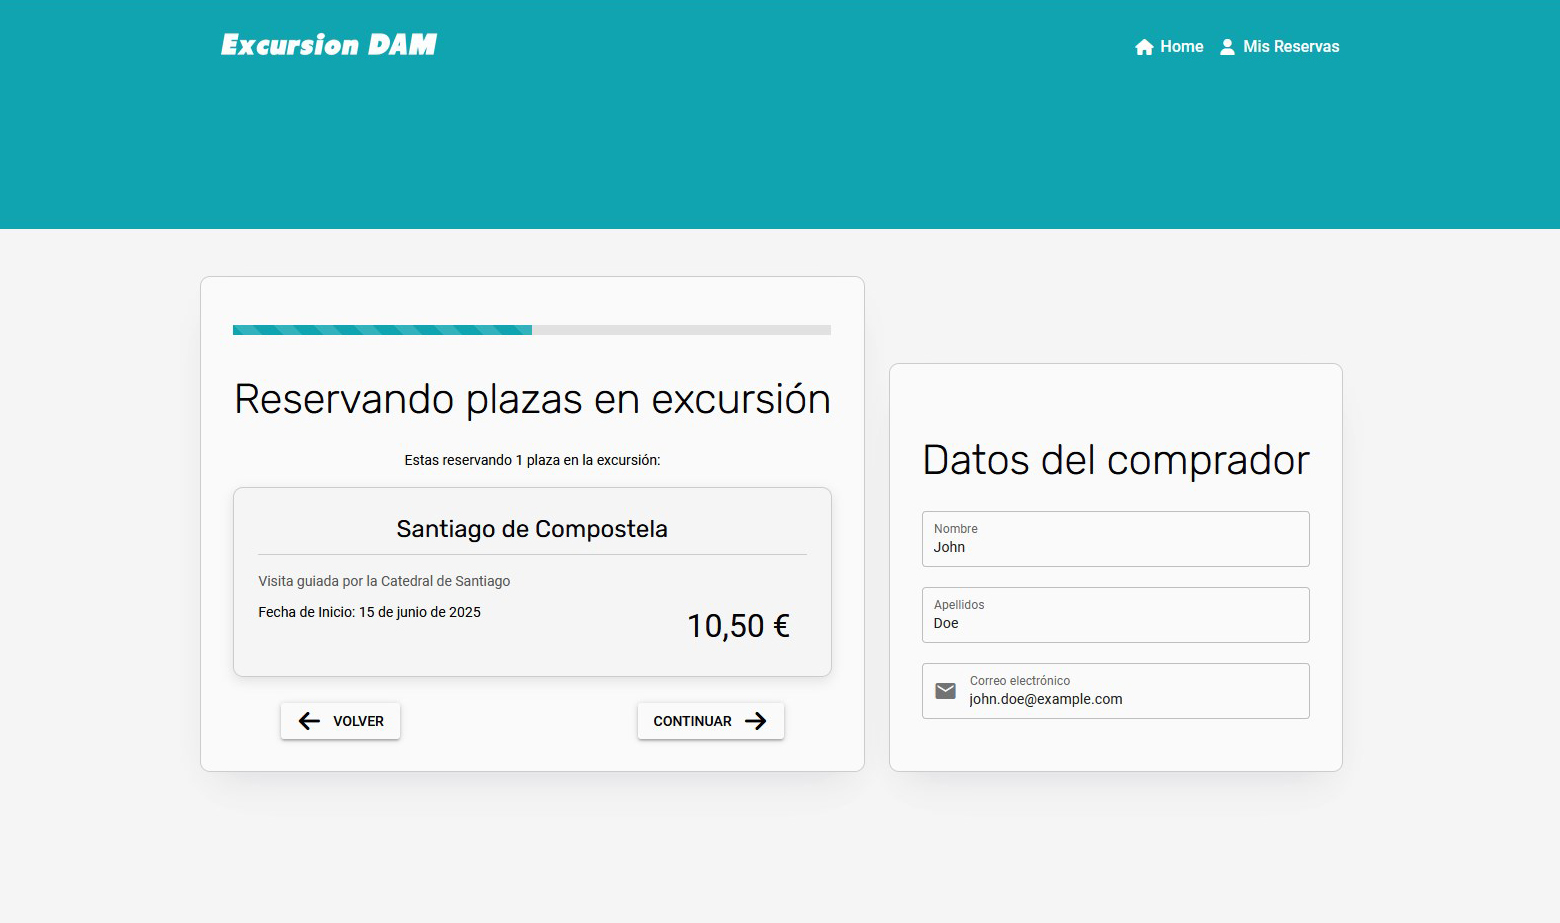 Excursion DAM
Home
Mis Reservas
Reservando plazas en excursión
Estas reservando 1 plaza en la excursión:
Santiago de Compostela
Visita guiada por la Catedral de Santiago
Fecha de Inicio: 15 de junio de 2025
10,50 €
VOLVER
CONTINUAR
Datos del comprador
Nombre
John
Apellidos
Doe
Correo electrónico
john.doe@example.com